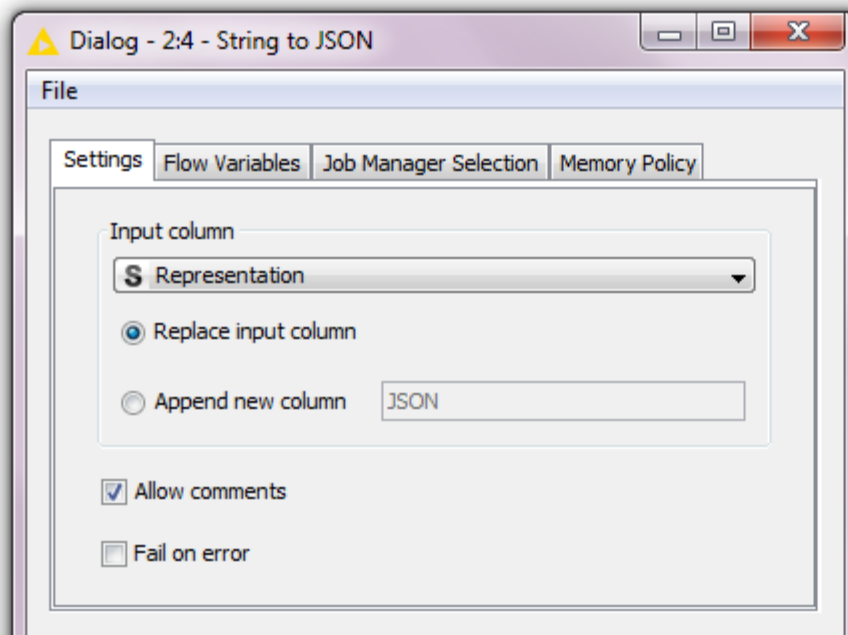 Dialog - 2:4 - String to JSON
File
Settings Flow Variables Job Manager Selection Memory Policy
Input column
S Representation
Replace input column
Append new column JSON
Allow comments
Fail on error